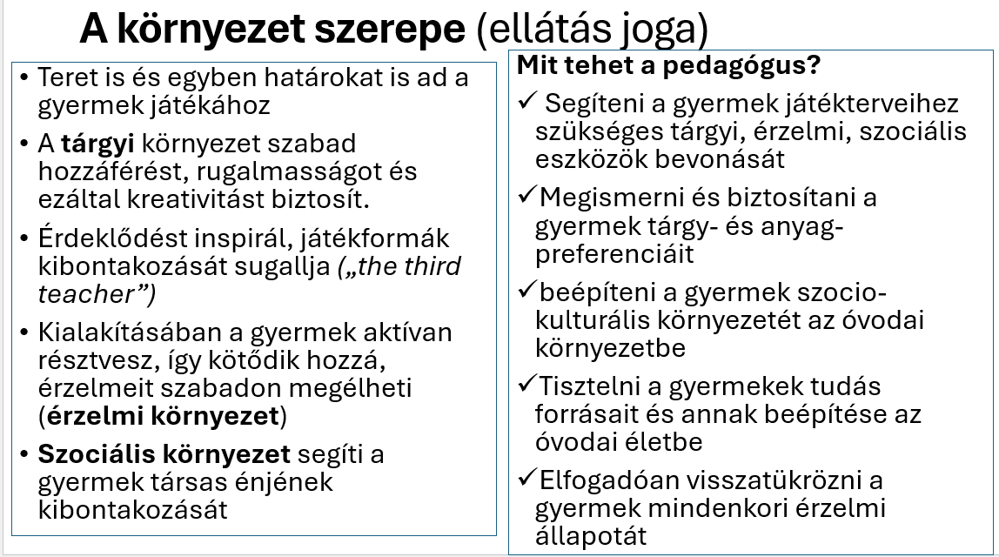 A környezet szerepe (ellátás joga)
• Teret is és egyben határokat is ad a
gyermek játékához
• A tárgyi környezet szabad
hozzáférést, rugalmasságot és
ezáltal kreativitást biztosít.
• Érdeklődést inspirál, játékformák
kibontakozását sugallja („the third
teacher”)
• Kialakításában a gyermek aktívan
résztvesz, így kötődik hozzá,
érzelmeit szabadon megélheti
(érzelmi környezet)
• Szociális környezet segíti a
gyermek társas énjének
kibontakozását
Mit tehet a pedagógus?
✓ Segíteni a gyermek játékterveihez
szükséges tárgyi, érzelmi, szociális
eszközök bevonását
✓Megismerni és biztosítani a
gyermek tárgy- és anyag-
preferenciáit
✓beépíteni a gyermek szocio-
kulturális környezetét az óvodai
környezetbe
✓Tisztelni a gyermekek tudás
forrásait és annak beépítése az
óvodai életbe
✓Elfogadóan visszatükrözni a
gyermek mindenkori érzelmi
állapotát